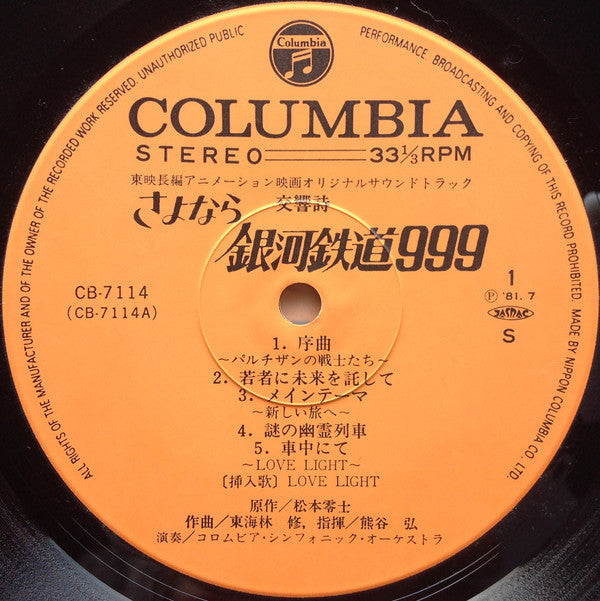 ALL RIGHTS OF THE MANUFACTURER AND OF THE OWNER OF THE RECORDED WORK RESERVED. UNAUTHORIZED PUBLIC PERFORMANCE, BROADCASTING AND COPYING OF THIS RECORD PROHIBITED. MADE BY NIPPON COLUMBIA CO., LTD.
Columbia
COLUMBIA
STEREO 33 1/3 RPM
東映長編アニメーション映画オリジナルサウンドトラック
さよなら 交響詩
銀河鉄道999
CB-7114
(CB-7114A)
1
Ⓟ '81. 7
JASRAC
S
1. 序曲
〜パルチザンの戦士たち〜
2. 若者に未来を託して
3. メインテーマ
〜新しい旅へ〜
4. 謎の幽霊列車
5. 車中にて
〜LOVE LIGHT〜
〔挿入歌〕LOVE LIGHT
原作/松本零士
作曲/東海林 修, 指揮/熊谷 弘
演奏/コロムビア・シンフォニック・オーケストラ